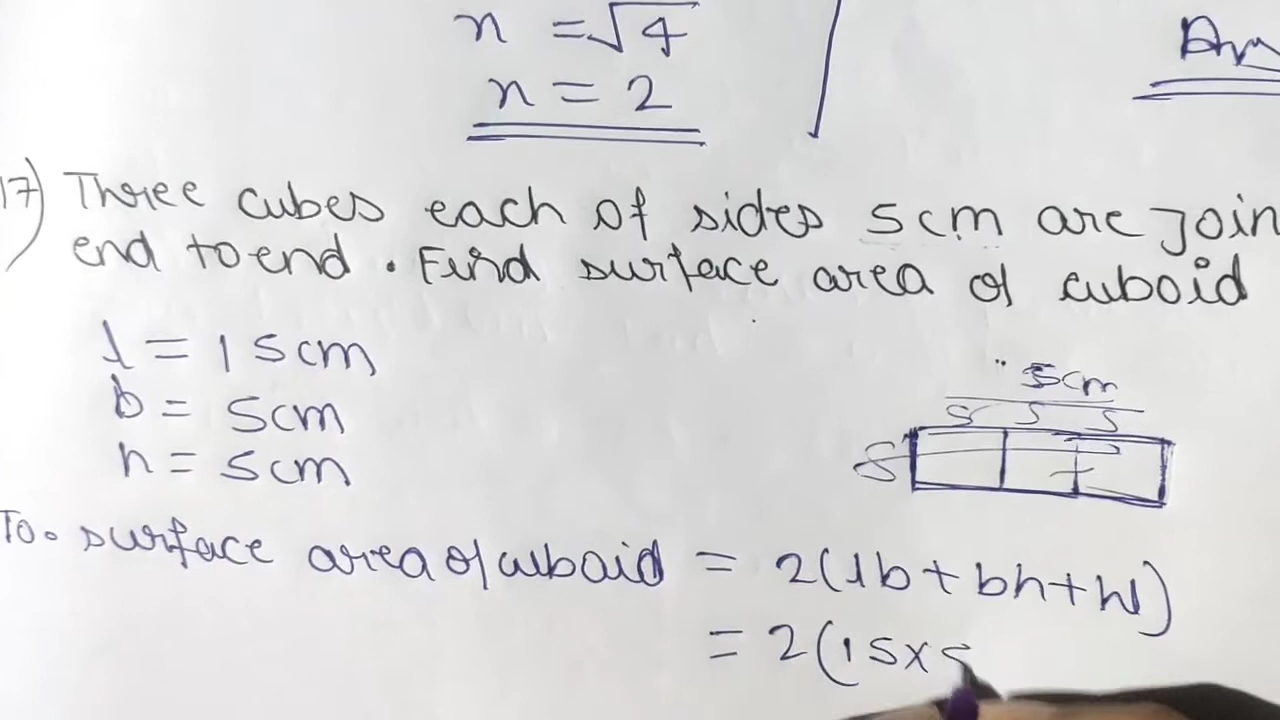 n = √4
n = 2
17) Three cubes each of sides 5cm are join
end to end. Find surface area of cuboid
l = 15cm
b = 5cm
h = 5cm
5cm
5 5 5
5
To. surface area of cuboid = 2(lb+bh+hl)
= 2(15×5